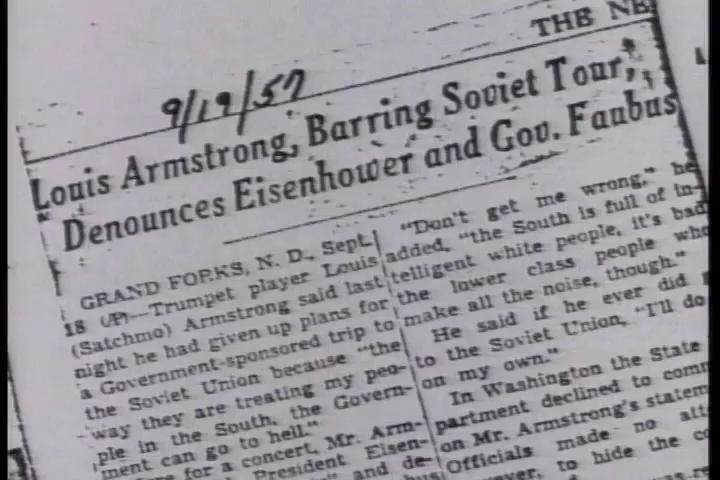 THE NE
9/19/57
Louis Armstrong, Barring Soviet Tour,
Denounces Eisenhower and Gov. Faubus
GRAND FORKS, N. D., Sept.
18 (AP)—Trumpet player Louis
(Satchmo) Armstrong said last
night he had given up plans for
a Government-sponsored trip to
the Soviet Union because "the
way they are treating my peo-
ple in the South, the Govern-
ment can go to hell."
for a concert, Mr. Arm-
President Eisen-
and de-
"Don't get me wrong," he
added, "the South is full of in-
telligent white people, it's bad
the lower class people who
make all the noise, though."
He said if he ever did
to the Soviet Union, "I'll do
on my own."
In Washington the State
partment declined to comm
on Mr. Armstrong's statem
Officials made no att
to hide the co